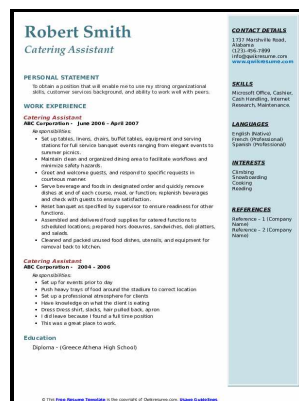 Robert Smith
Catering Assistant
PERSONAL STATEMENT
To obtain a position that will enable me to use my strong organizational
skills, customer services background, and ability to work well with peers.
WORK EXPERIENCE
Catering Assistant
ABC Corporation - June 2006 – April 2007
Responsibilities:
Set up tables, linens, chairs, buffet tables, equipment and serving
stations for full service banquet events ranging from elegant events to
summer picnics.
Maintain clean and organized dining area to facilitate workflows and
minimize safety hazards.
Greet and welcome guests, and respond to specific requests in
courteous manner.
Serve beverage and foods in designated order and quickly remove
dishes at end of each course, meal, or function; replenish beverages
and check with guests to ensure satisfaction.
Reset banquet as specified by supervisor to ensure readiness for other
functions.
Assembled and delivered food supplies for catered functions to
scheduled locations; prepared hors doeuvres, sandwiches, deli platters,
and salads.
Cleaned and packed unused food dishes, utensils, and equipment for
removal back to kitchen.
Catering Assistant
ABC Corporation - 2004 – 2006
Responsibilities:
Set up for events prior to day
Push heavy trays of food around the stadium to correct location
Set up a professional atmosphere for clients
Have knowledge on what the client is eating
Dress Dress shirt, slacks, hair pulled back, apron
I did leave because I found a full time position
This was a great place to work.
Education
Diploma - (Greece Athena High School)
CONTACT DETAILS
1737 Marshville Road,
Alabama
(123)-456-7899
info@qwikresume.com
www.qwikresume.com
SKILLS
Microsoft Office, Cashier,
Cash Handling, Internet
Research, Maintenance.
LANGUAGES
English (Native)
French (Professional)
Spanish (Professional)
INTERESTS
Climbing
Snowboarding
Cooking
Reading
REFERENCES
Reference – 1 (Company
Name)
Reference – 2 (Company
Name)
© This Free Resume Template is the copyright of Qwikresume.com. Usage Guidelines